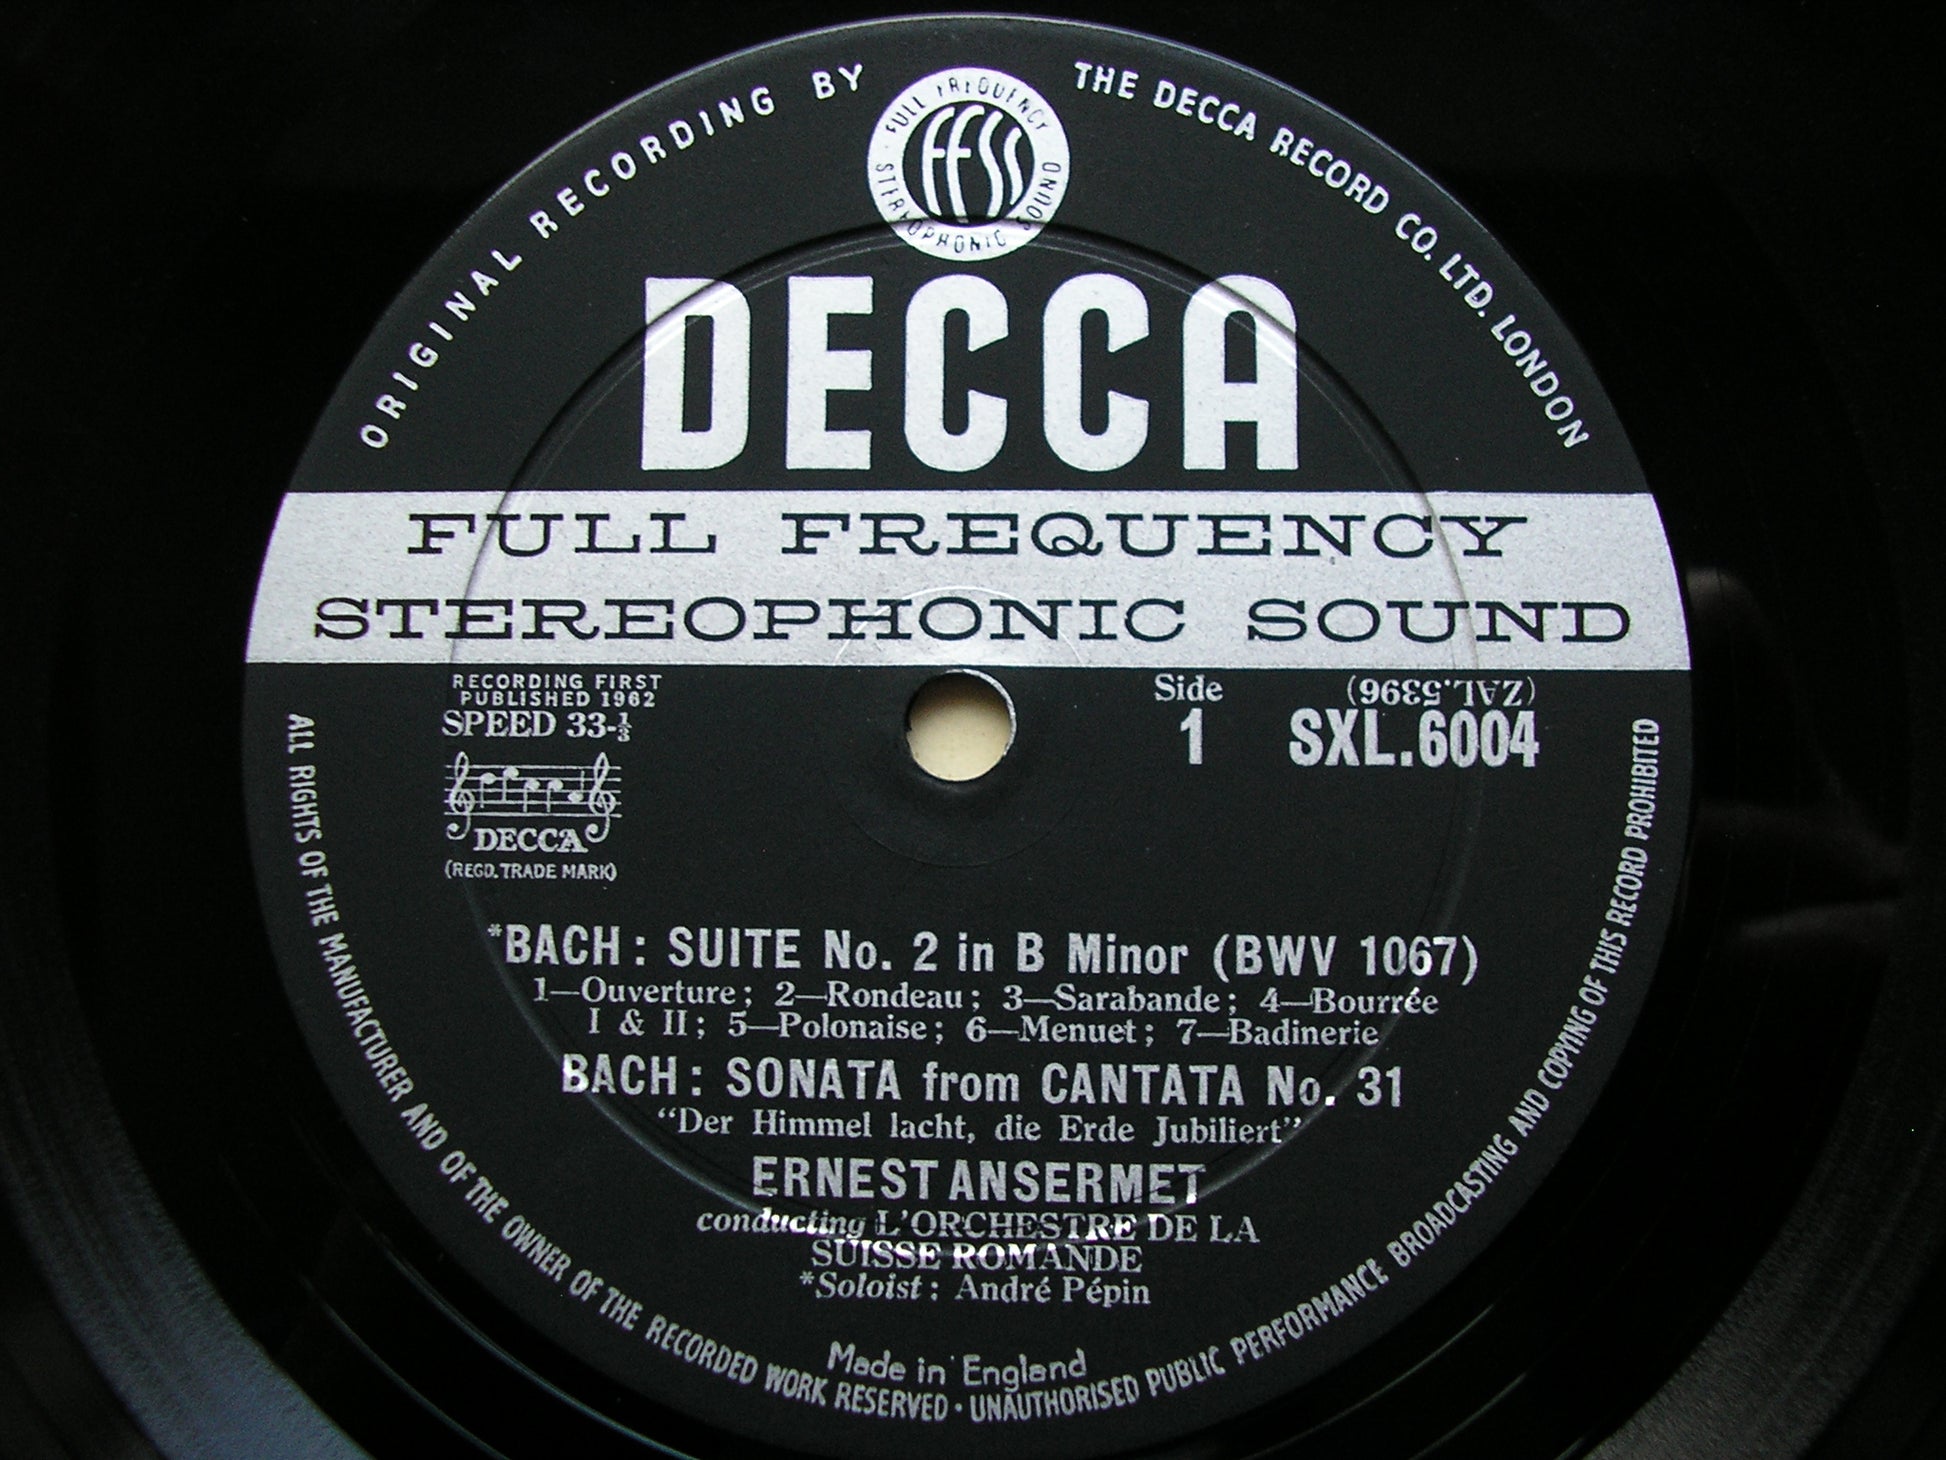 ORIGINAL RECORDING BY
THE DECCA RECORD CO. LTD. LONDON
FULL FREQUENCY STEREOPHONIC SOUND
FFSS
DECCA
FULL FREQUENCY
STEREOPHONIC SOUND
RECORDING FIRST
PUBLISHED 1962
SPEED 33-⅓
DECCA
(REGD. TRADE MARK)
Side
1
(ZAL.5396)
SXL.6004
*BACH: SUITE No. 2 in B Minor (BWV 1067)
1—Ouverture; 2—Rondeau; 3—Sarabande; 4—Bourrée
I & II; 5—Polonaise; 6—Menuet; 7—Badinerie
BACH: SONATA from CANTATA No. 31
"Der Himmel lacht, die Erde Jubiliert"
ERNEST ANSERMET
conducting L'ORCHESTRE DE LA
SUISSE ROMANDE
*Soloist: André Pépin
Made in England
ALL RIGHTS OF THE MANUFACTURER AND OF THE OWNER OF THE RECORDED WORK RESERVED · UNAUTHORISED PUBLIC PERFORMANCE BROADCASTING AND COPYING OF THIS RECORD PROHIBITED